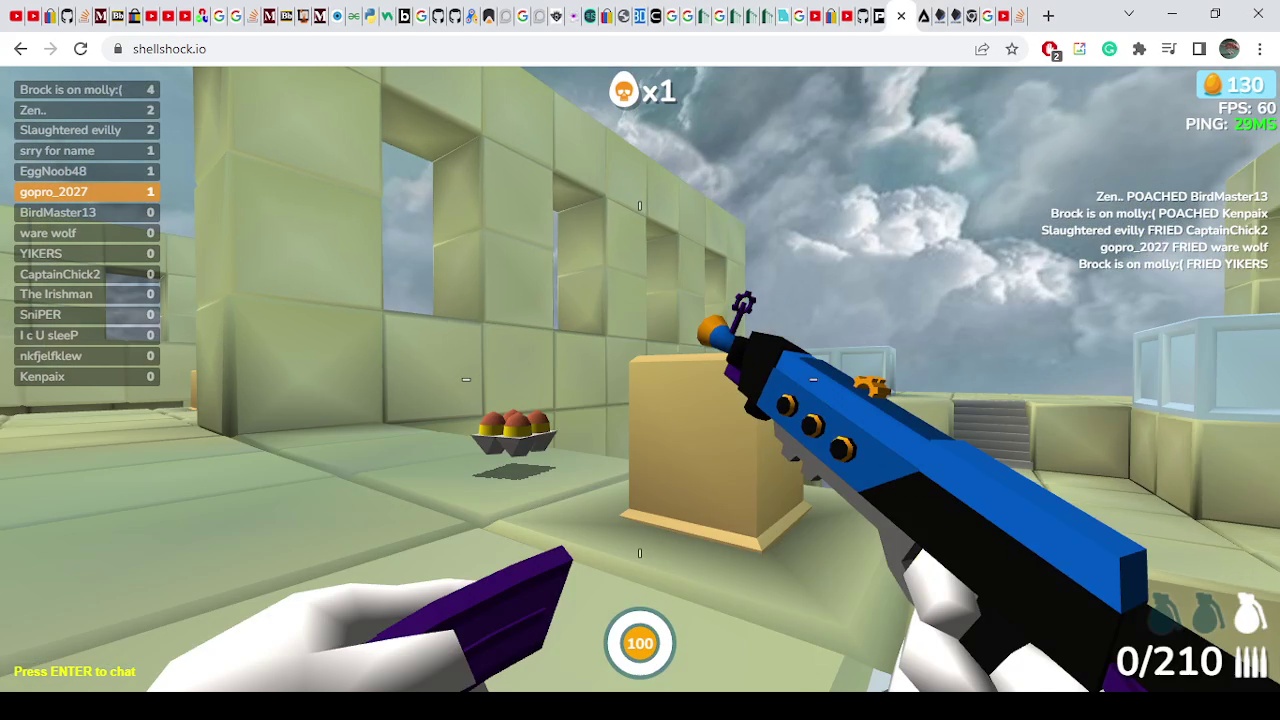 shellshock.io
2
Brock is on molly:( 4
Zen.. 2
Slaughtered evilly 2
srry for name 1
EggNoob48 1
gopro_2027 1
BirdMaster13 0
ware wolf 0
YIKERS 0
CaptainChick2 0
The Irishman 0
SniPER 0
I c U sleeP 0
nkfjelfklew 0
Kenpaix 0
x1
130
FPS: 60
PING: 29MS
Zen.. POACHED BirdMaster13
Brock is on molly:( POACHED Kenpaix
Slaughtered evilly FRIED CaptainChick2
gopro_2027 FRIED ware wolf
Brock is on molly:( FRIED YIKERS
100
Press ENTER to chat
0/210